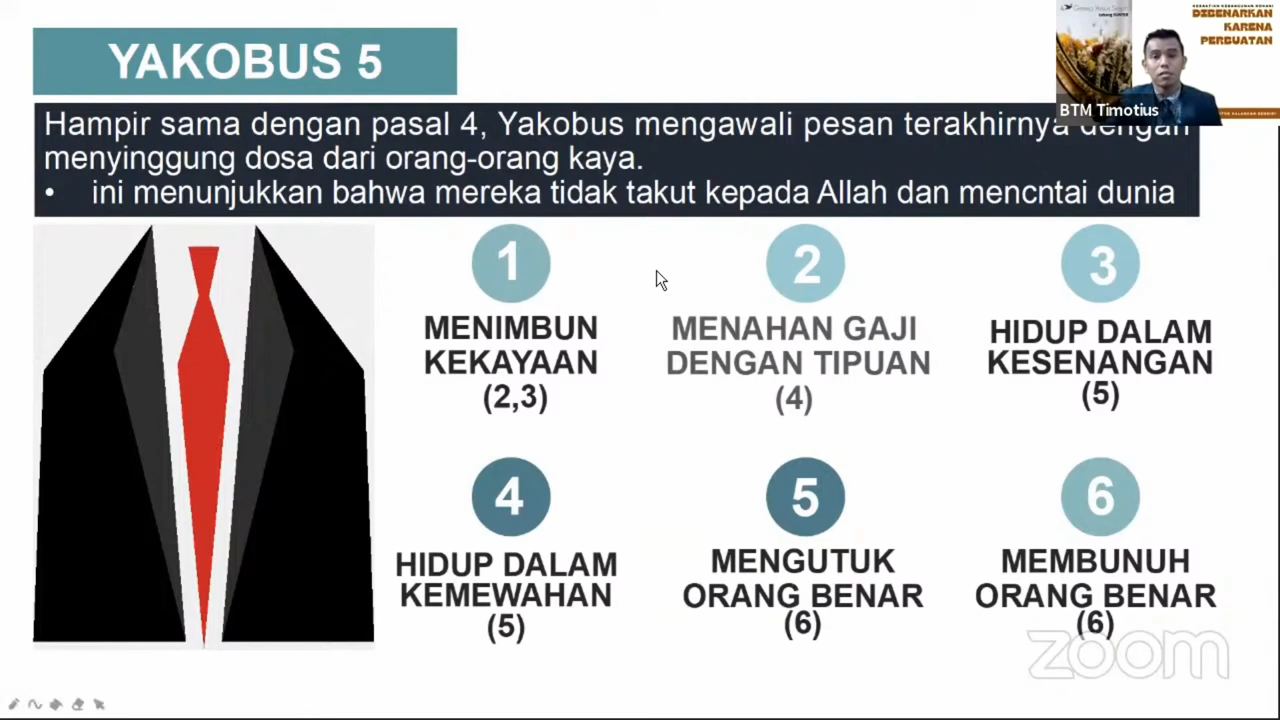 YAKOBUS 5
DIBENARKAN
KARENA
PERBUATAN
BTM Timotius
Hampir sama dengan pasal 4, Yakobus mengawali pesan terakhirnya dengan
menyinggung dosa dari orang-orang kaya.
• ini menunjukkan bahwa mereka tidak takut kepada Allah dan mencntai dunia
1
MENIMBUN
KEKAYAAN
(2,3)
2
MENAHAN GAJI
DENGAN TIPUAN
(4)
3
HIDUP DALAM
KESENANGAN
(5)
4
HIDUP DALAM
KEMEWAHAN
(5)
5
MENGUTUK
ORANG BENAR
(6)
6
MEMBUNUH
ORANG BENAR
(6)
zoom